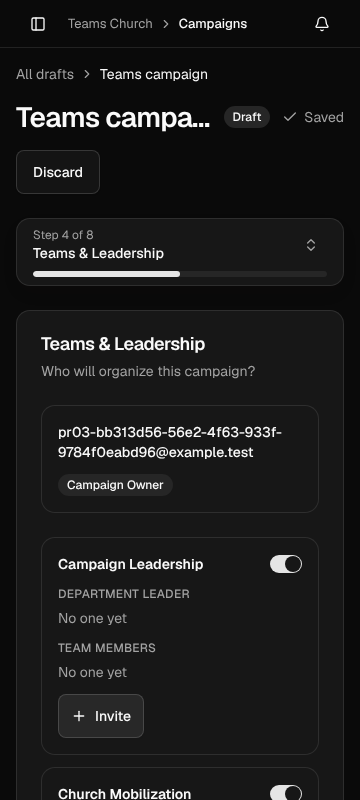 Teams Church > Campaigns
All drafts > Teams campaign
Teams campa... Draft Saved
Discard
Step 4 of 8
Teams & Leadership
Teams & Leadership
Who will organize this campaign?
pr03-bb313d56-56e2-4f63-933f-
9784f0eabd96@example.test
Campaign Owner
Campaign Leadership
DEPARTMENT LEADER
No one yet
TEAM MEMBERS
No one yet
+ Invite
Church Mobilization